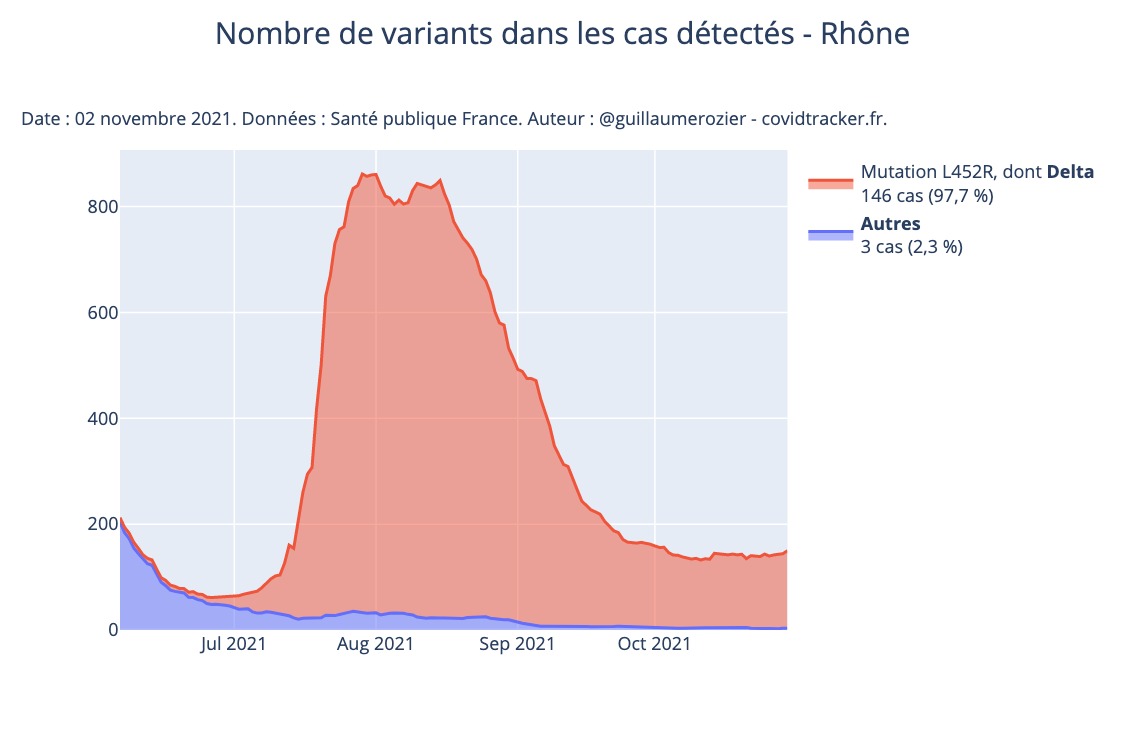 Nombre de variants dans les cas détectés - Rhône
Date : 02 novembre 2021. Données : Santé publique France. Auteur : @guillaumerozier - covidtracker.fr.
Mutation L452R, dont Delta
146 cas (97,7 %)
Autres
3 cas (2,3 %)
800
600
400
200
0
Jul 2021
Aug 2021
Sep 2021
Oct 2021